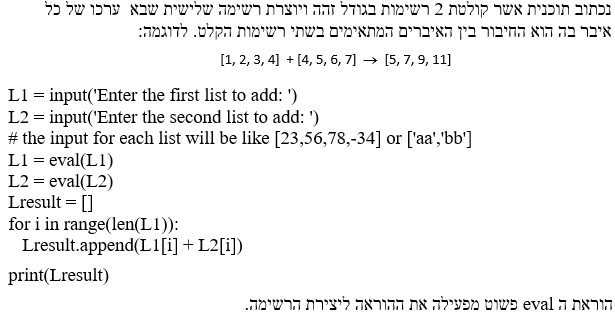 נכתוב תוכנית אשר קולטת 2 רשימות בגודל זהה ויוצרת רשימה שלישית שבא ערכו של כל
איבר בה הוא החיבור בין האיברים המתאימים בשתי רשימות הקלט. לדוגמה:
[1, 2, 3, 4] + [4, 5, 6, 7] → [5, 7, 9, 11]
L1 = input('Enter the first list to add: ')
L2 = input('Enter the second list to add: ')
# the input for each list will be like [23,56,78,-34] or ['aa','bb']
L1 = eval(L1)
L2 = eval(L2)
Lresult = []
for i in range(len(L1)):
   Lresult.append(L1[i] + L2[i])
print(Lresult)
הוראת ה eval פשוט מפעילה את ההוראה ליצירת הרשימה.